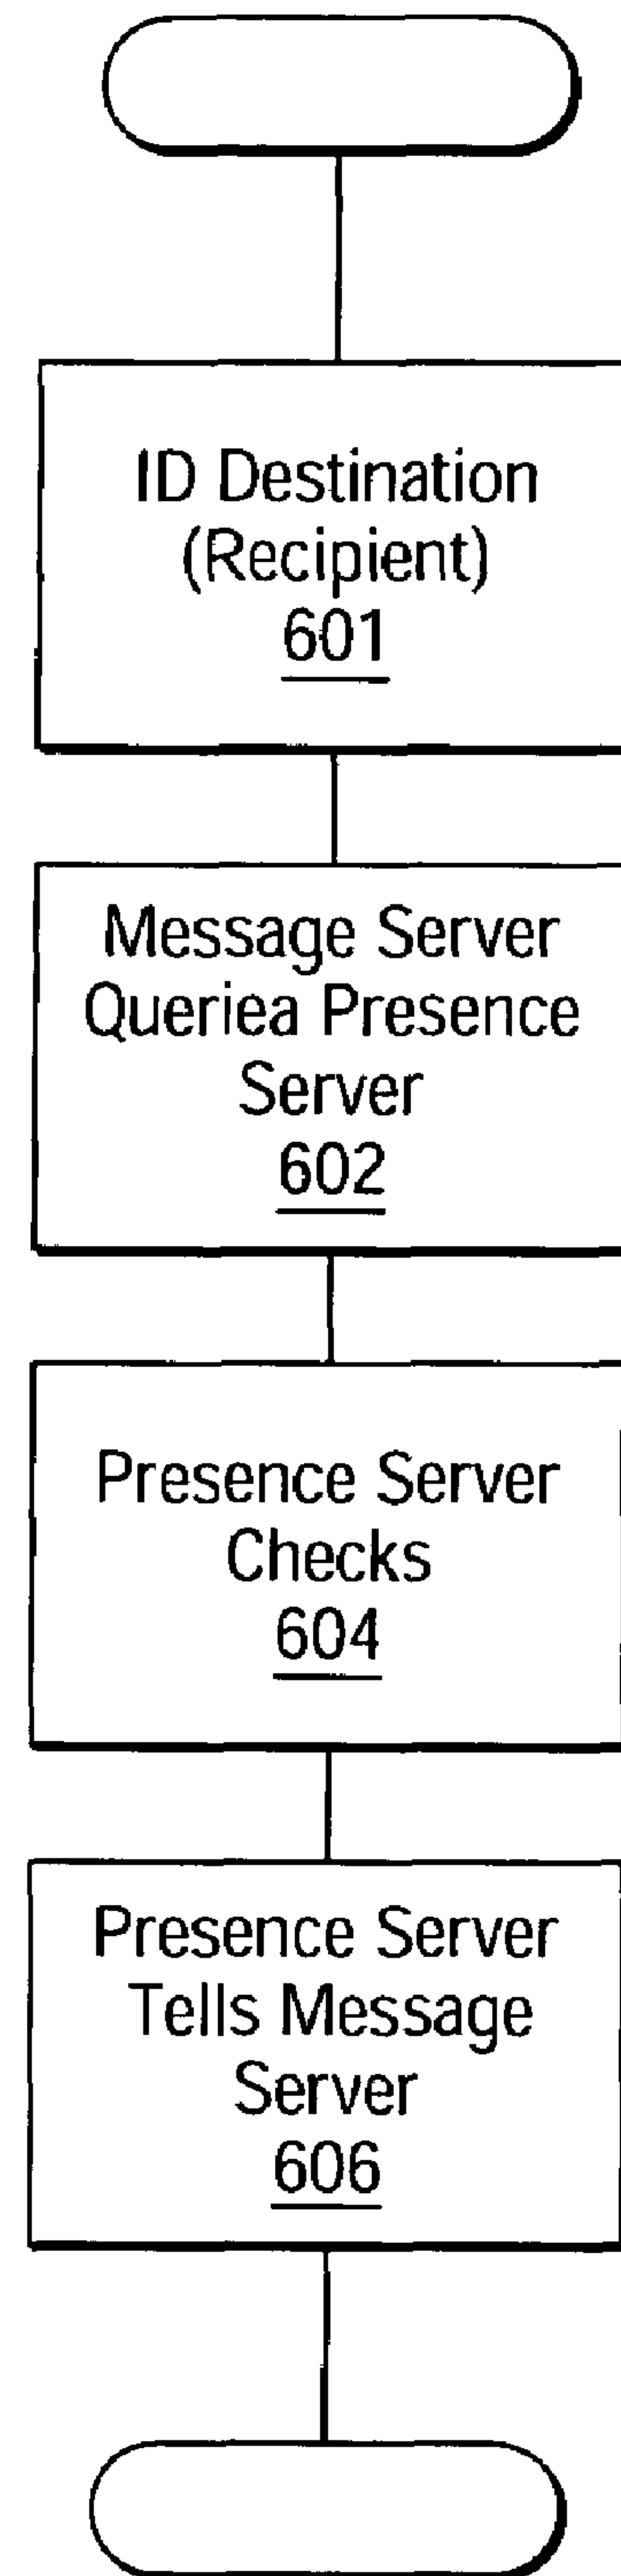 ID Destination
(Recipient)
601
Message Server
Queriea Presence
Server
602
Presence Server
Checks
604
Presence Server
Tells Message
Server
606